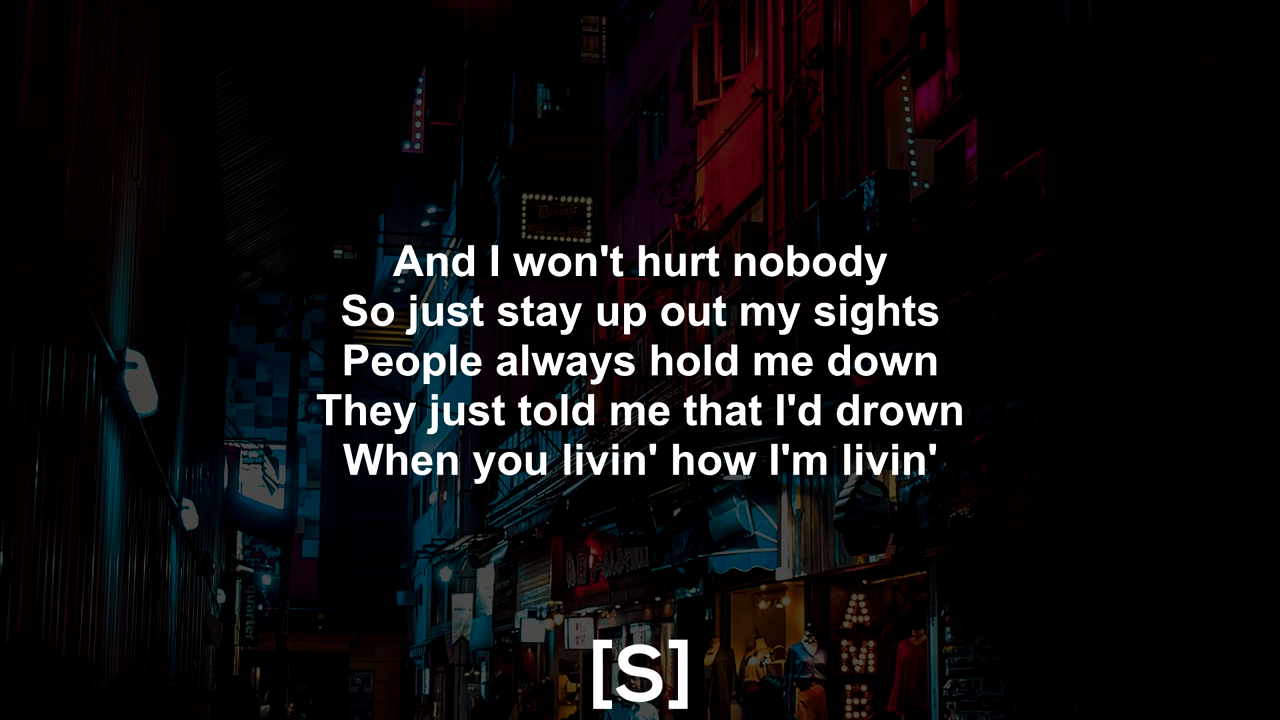 And I won't hurt nobody
So just stay up out my sights
People always hold me down
They just told me that I'd drown
When you livin' how I'm livin'
[S]
quarter